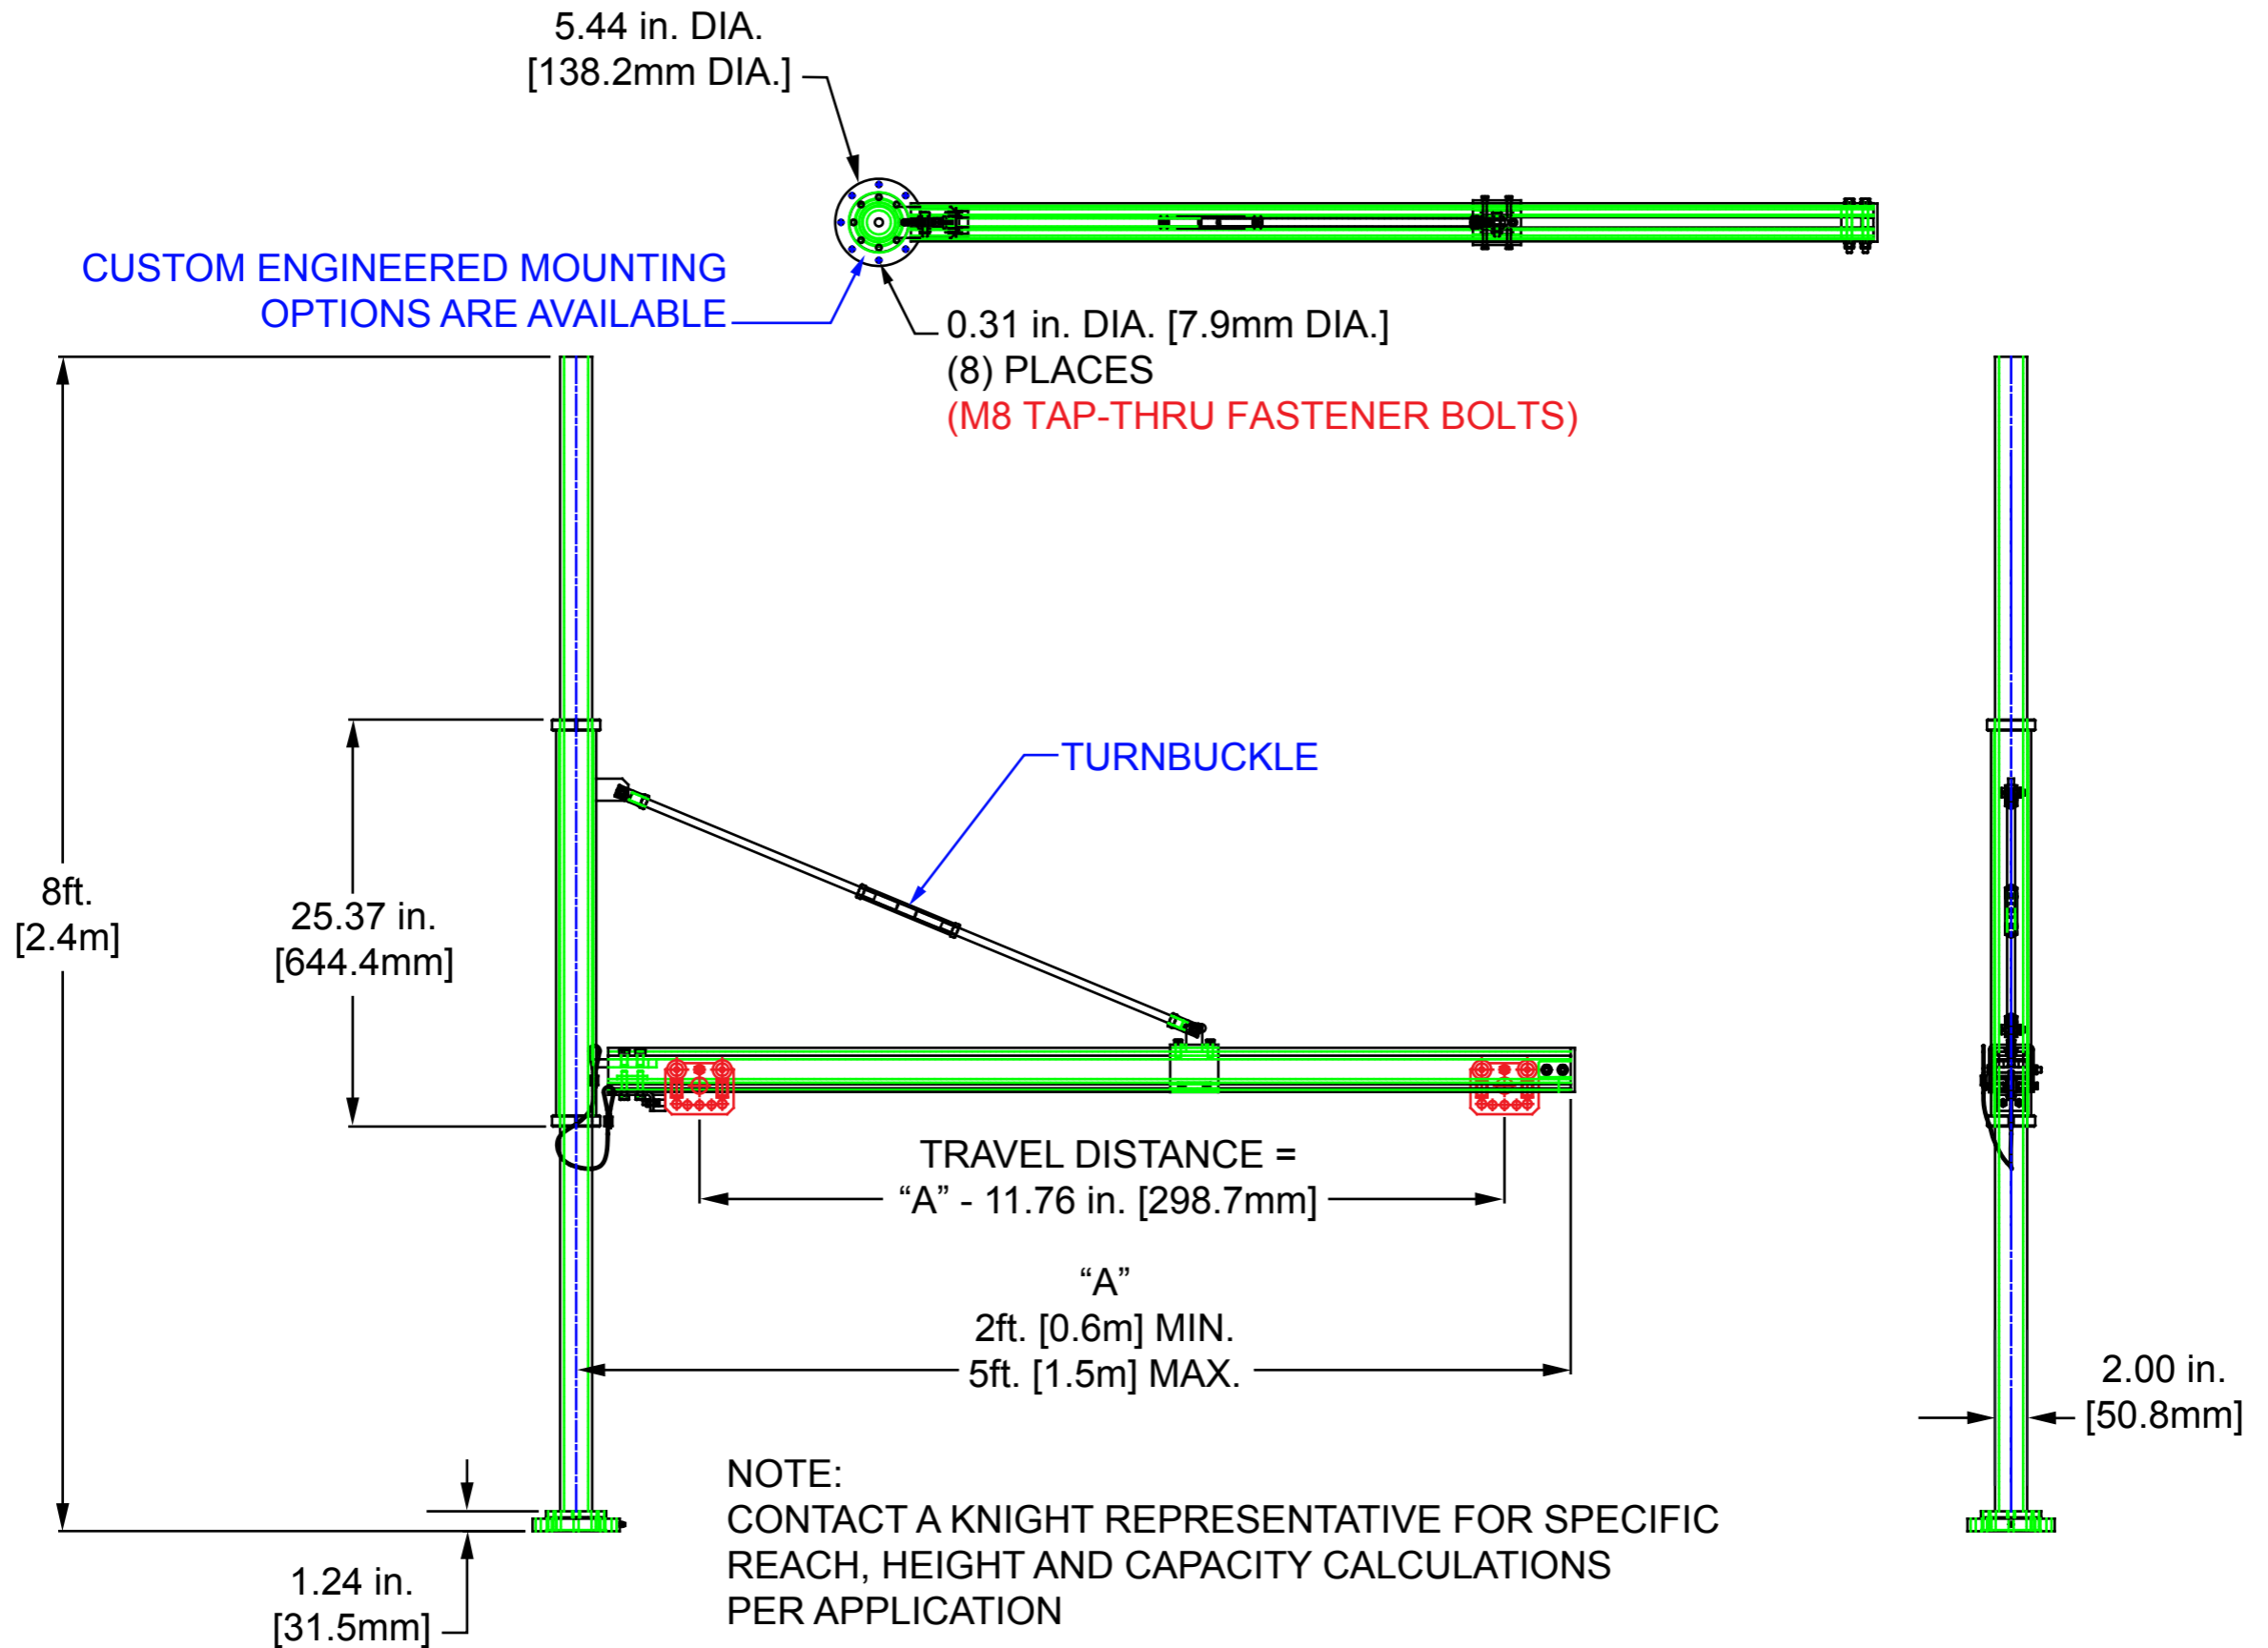 5.44 in. DIA.
[138.2mm DIA.]
CUSTOM ENGINEERED MOUNTING
OPTIONS ARE AVAILABLE
0.31 in. DIA. [7.9mm DIA.]
(8) PLACES
(M8 TAP-THRU FASTENER BOLTS)
TURNBUCKLE
8ft.
[2.4m]
25.37 in.
[644.4mm]
TRAVEL DISTANCE =
“A” - 11.76 in. [298.7mm]
“A”
2ft. [0.6m] MIN.
5ft. [1.5m] MAX.
2.00 in.
[50.8mm]
NOTE:
CONTACT A KNIGHT REPRESENTATIVE FOR SPECIFIC
REACH, HEIGHT AND CAPACITY CALCULATIONS
PER APPLICATION
1.24 in.
[31.5mm]